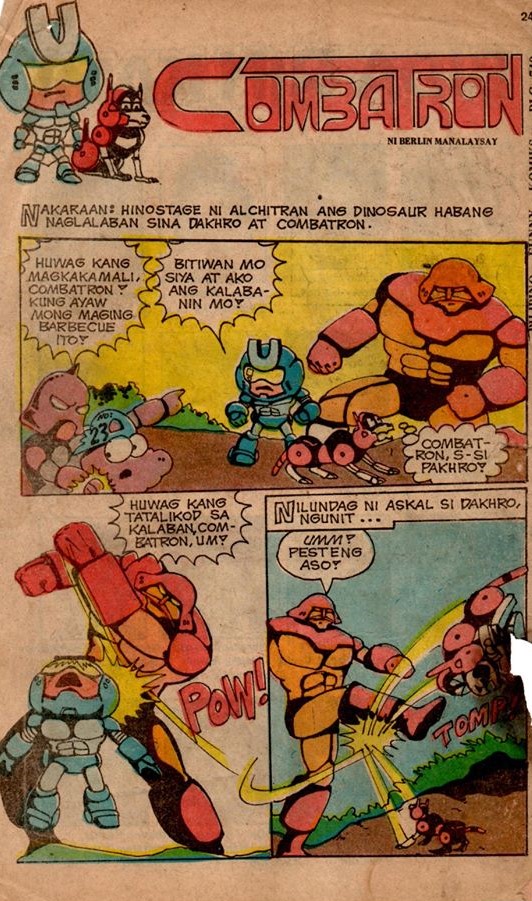 24
COMBATRON
NI BERLIN MANALAYSAY
NAKARAAN: HINOSTAGE NI ALCHITRAN ANG DINOSAUR HABANG
NAGLALABAN SINA DAKHRO AT COMBATRON.
HUWAG KANG
MAGKAKAMALI,
COMBATRON!
KUNG AYAW
MONG MAGING
BARBECUE
ITO!
BITIWAN MO
SIYA AT AKO
ANG KALABA-
NIN MO!
NO:
23
COMBAT-
RON, S-SI
PAKHRO!
HUWAG KANG
TATALIKOD SA
KALABAN, COM-
BATRON, UM!
POW!
NILUNDAG NI ASKAL SI DAKHRO,
NGUNIT ...
UMM!
PESTENG
ASO!
TOMP!